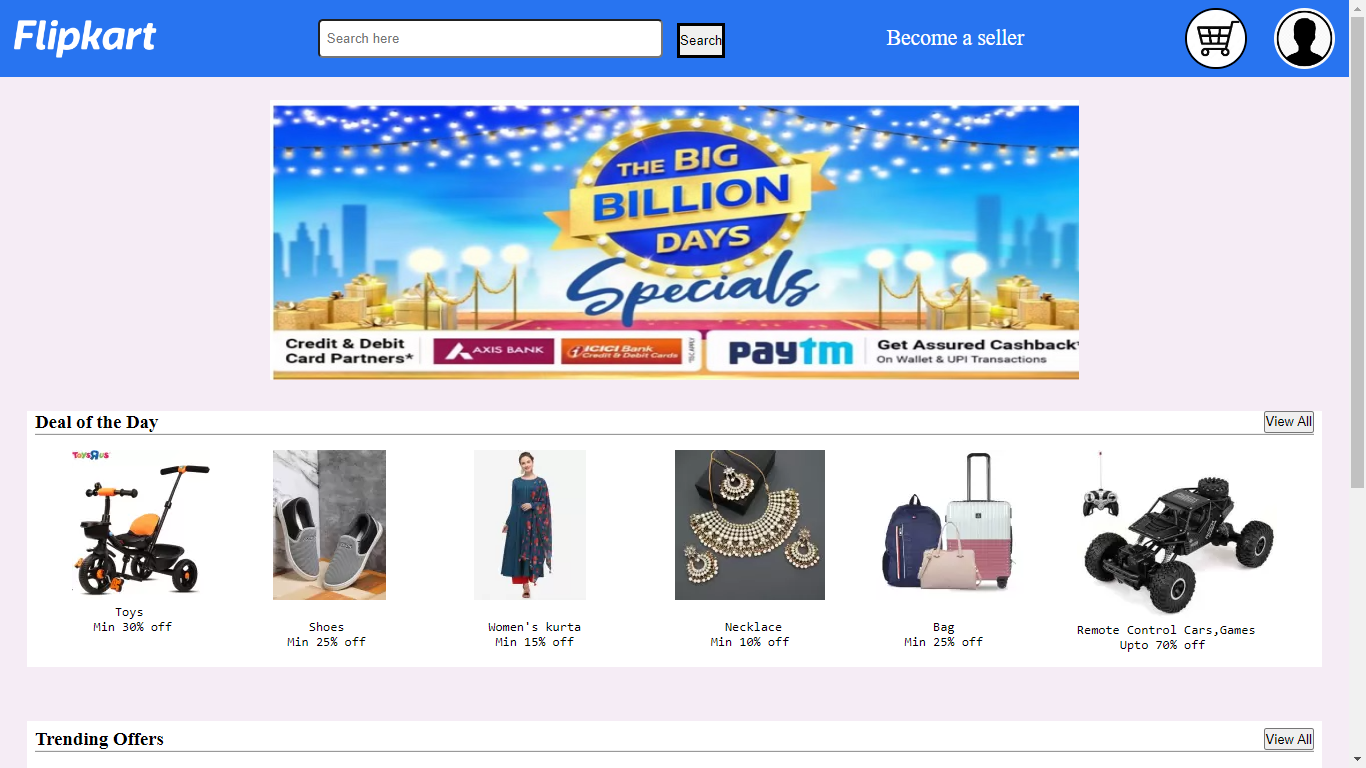 Flipkart
Search here
Search
Become a seller
THE BIG
BILLION
DAYS
Specials
Credit & Debit
Card Partners*
AXIS BANK
ICICI Bank
Credit & Debit Cards
*T&C APPLY
paytm
Get Assured Cashback*
On Wallet & UPI Transactions
Deal of the Day
View All
ToysRus
Toys
Min 30% off
Shoes
Min 25% off
Women's kurta
Min 15% off
Necklace
Min 10% off
Bag
Min 25% off
Remote Control Cars,Games
Upto 70% off
Trending Offers
View All